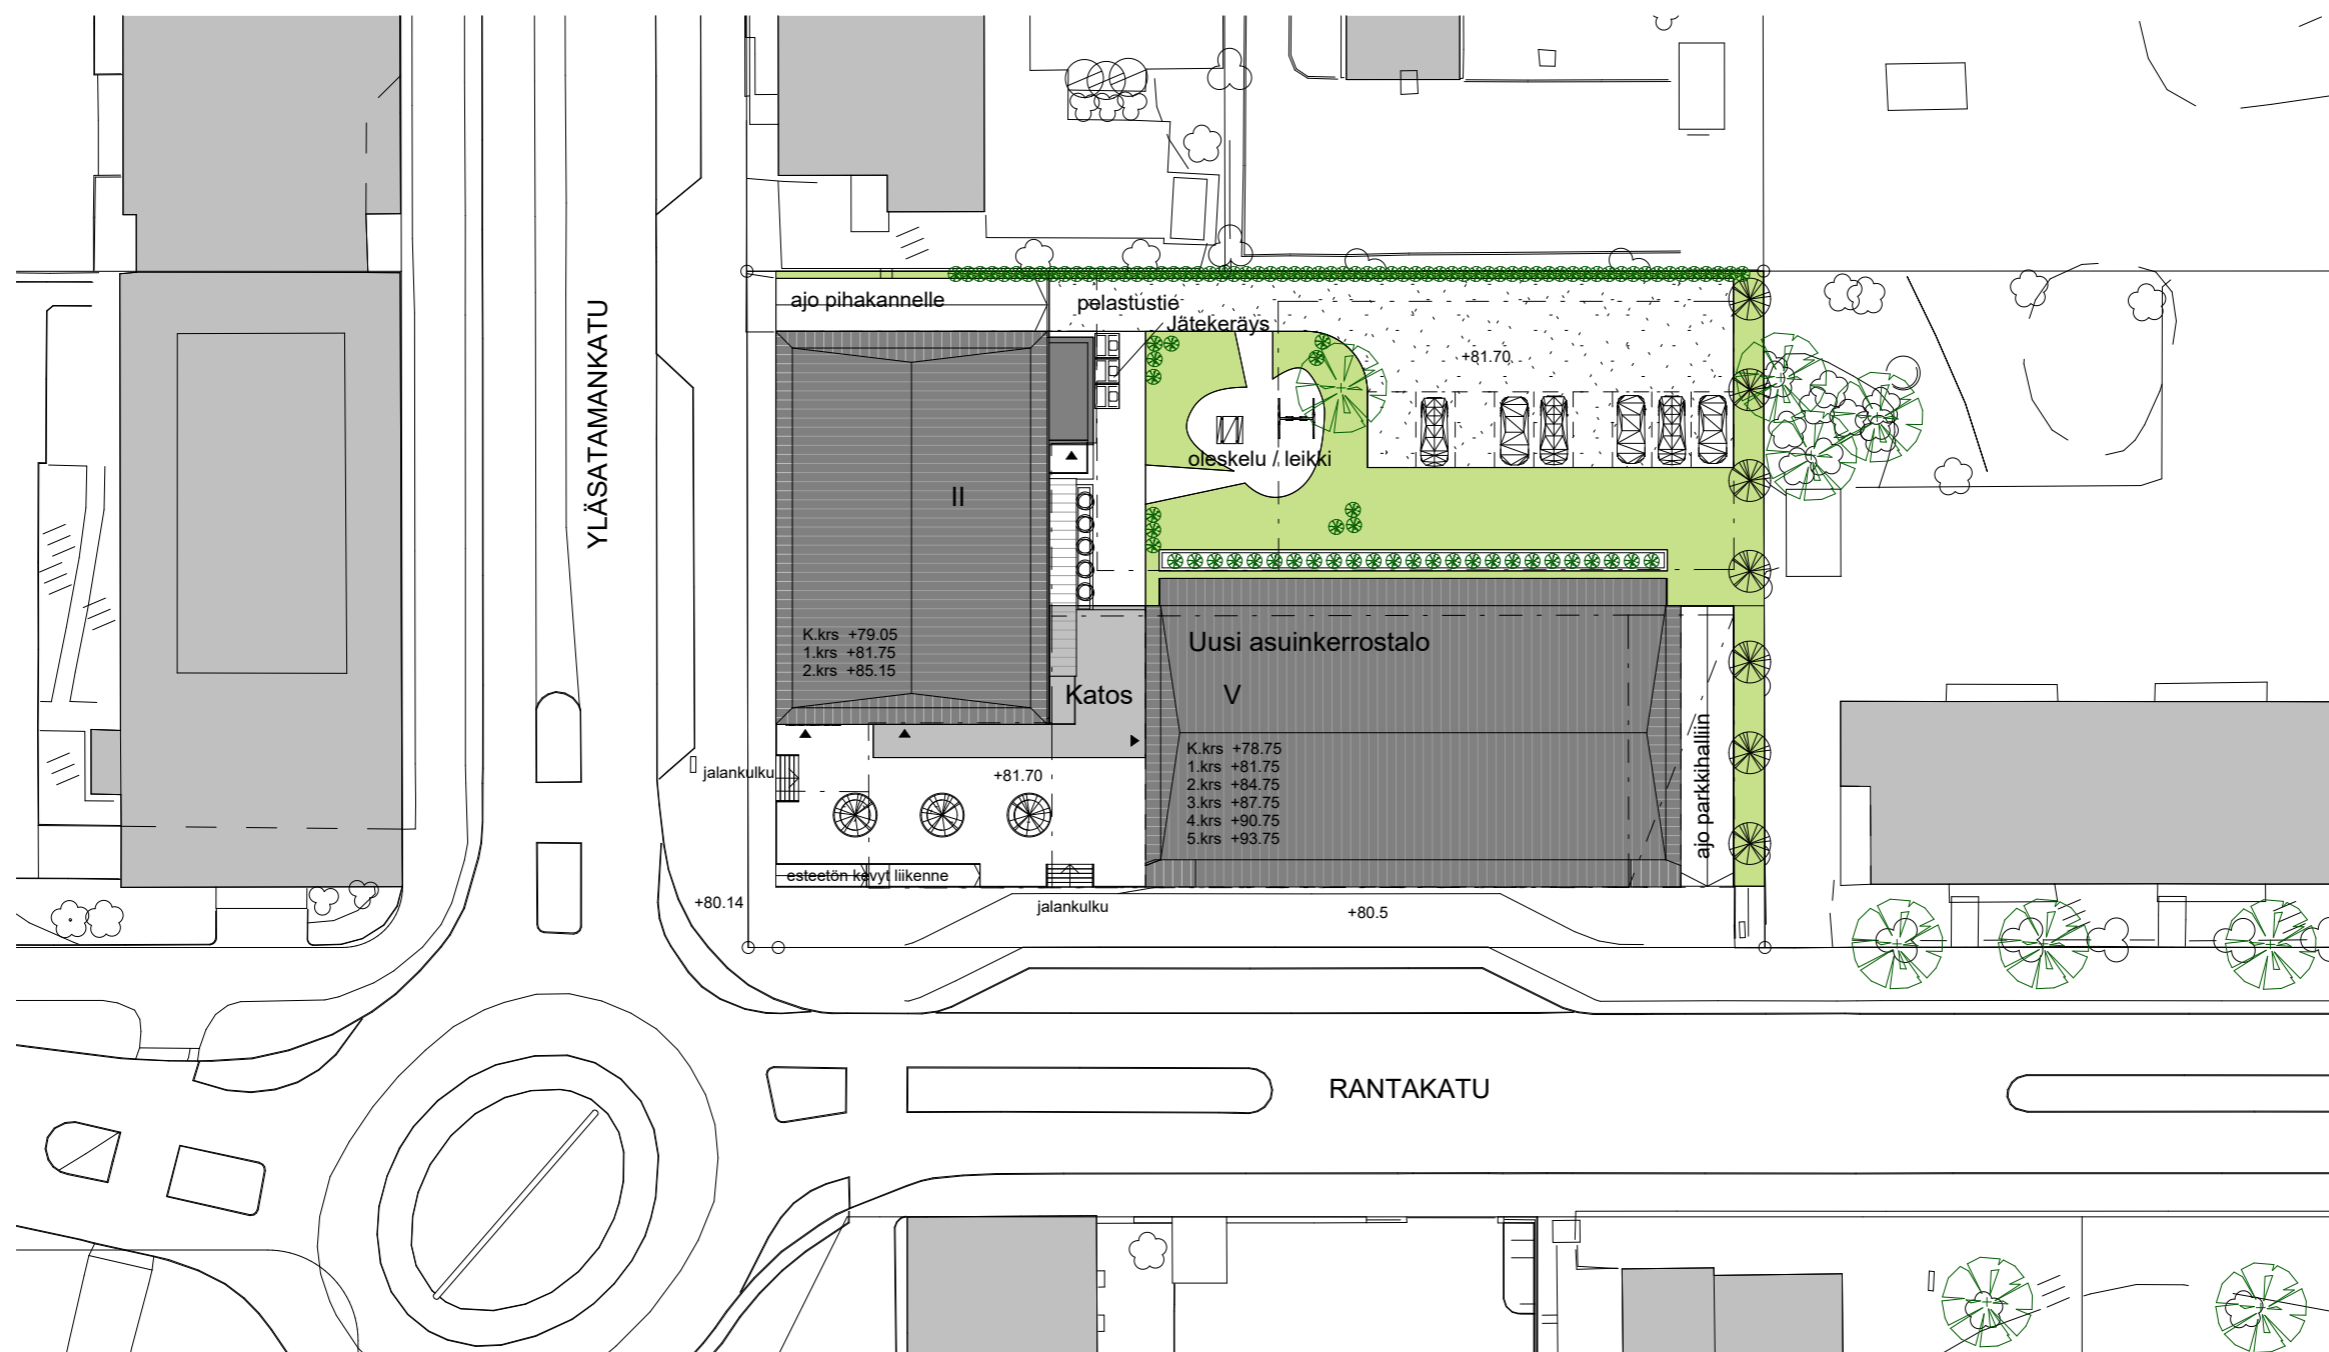 ajo pihakannelle
pelastustie
Jätekeräys
YLÄSATAMANKATU
+81.70
oleskelu / leikki
II
K.krs +79.05
1.krs +81.75
2.krs +85.15
Uusi asuinkerrostalo
Katos
V
K.krs +78.75
1.krs +81.75
2.krs +84.75
3.krs +87.75
4.krs +90.75
5.krs +93.75
ajo parkkihalliin
jalankulku
+81.70
esteetön kevyt liikenne
+80.14
jalankulku
+80.5
RANTAKATU